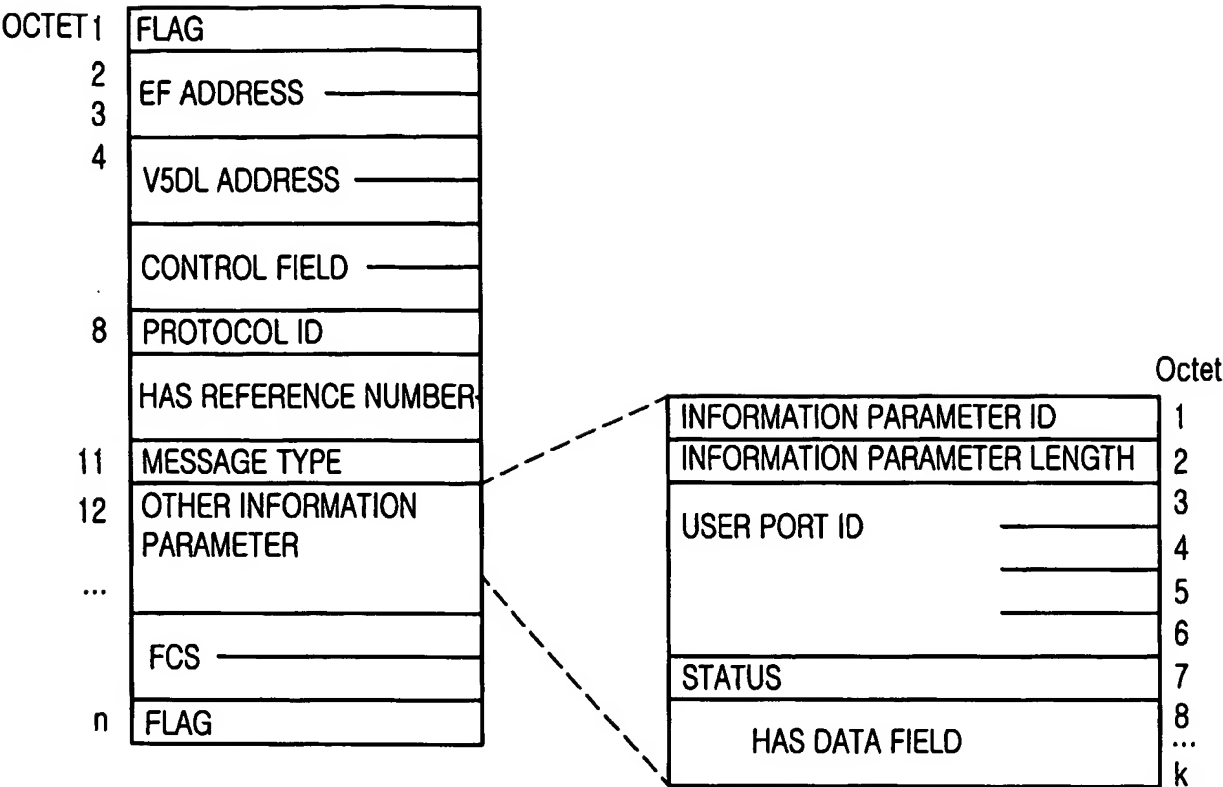 OCTET 1 FLAG
2
3
EF ADDRESS
4
V5DL ADDRESS
CONTROL FIELD
8 PROTOCOL ID
HAS REFERENCE NUMBER
11 MESSAGE TYPE
12 OTHER INFORMATION
PARAMETER
...
FCS
n FLAG
Octet
INFORMATION PARAMETER ID 1
INFORMATION PARAMETER LENGTH 2
3
USER PORT ID
4
5
6
STATUS 7
8
HAS DATA FIELD ...
k